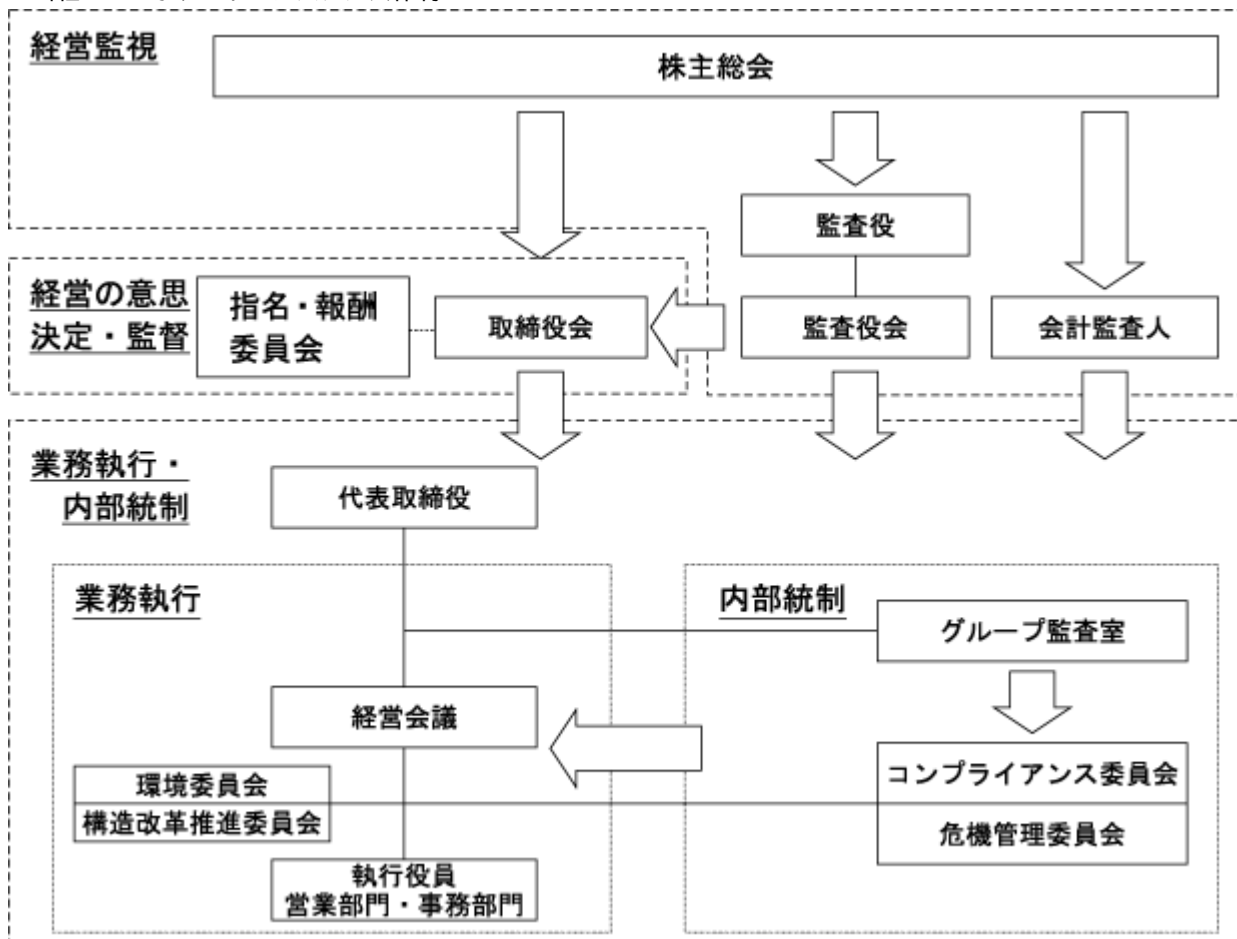 経営監視
株主総会
監査役
経営の意思
決定・監督
指名・報酬
委員会
取締役会
監査役会
会計監査人
業務執行・
内部統制
代表取締役
業務執行
内部統制
グループ監査室
経営会議
コンプライアンス委員会
環境委員会
構造改革推進委員会
危機管理委員会
執行役員
営業部門・事務部門